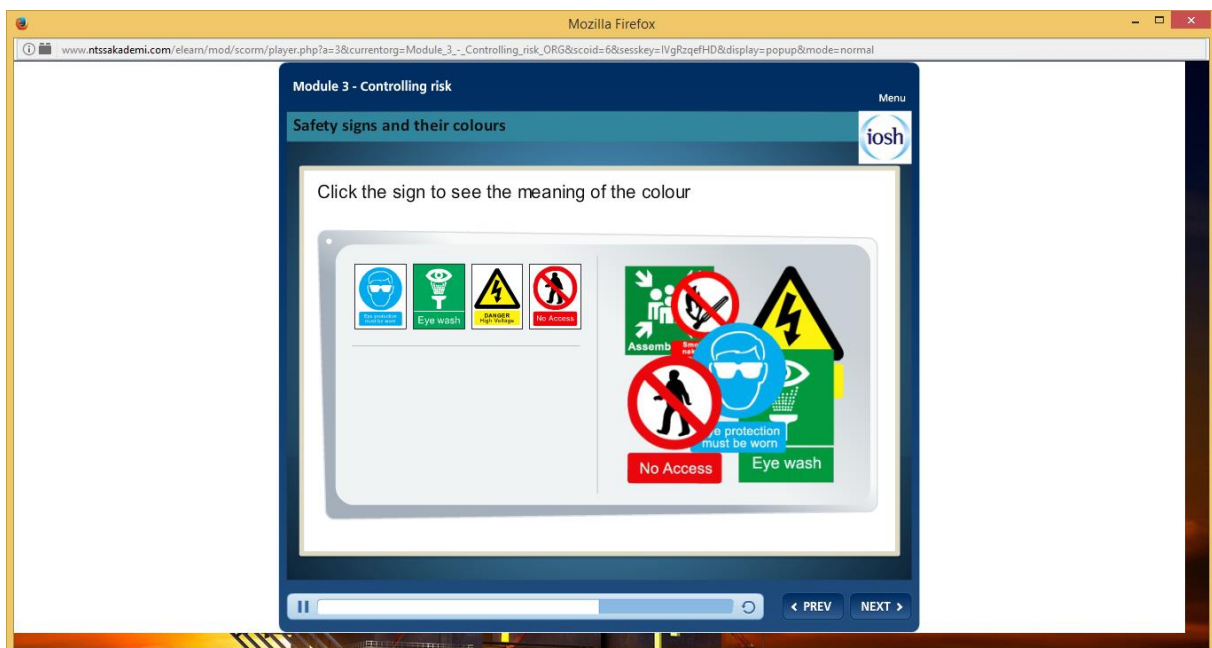 Mozilla Firefox
www.ntssakademi.com/elearn/mod/scorm/player.php?a=3&currentorg=Module_3_-_Controlling_risk_ORG&scoid=6&sesskey=IVgRzqefHD&display=popup&mode=normal
Module 3 - Controlling risk
Menu
Safety signs and their colours
iosh
Click the sign to see the meaning of the colour
Eye protection
must be worn
Eye wash
DANGER
High Voltage
No Access
Assemb
Smo
nak
e protection
must be worn
No Access
Eye wash
PREV
NEXT